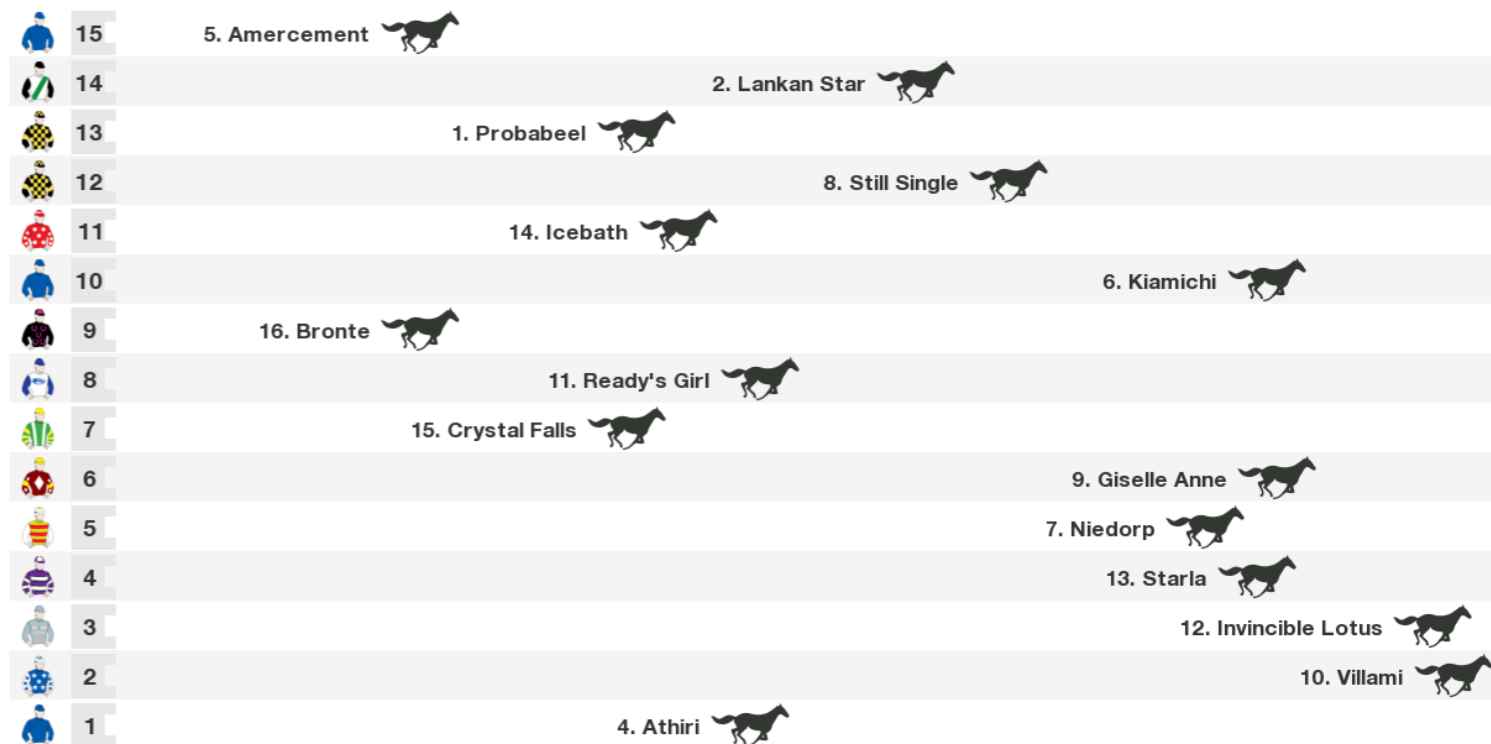 15 5. Amercement
14 2. Lankan Star
13 1. Probabeel
12 8. Still Single
11 14. Icebath
10 6. Kiamichi
9 16. Bronte
8 11. Ready's Girl
7 15. Crystal Falls
6 9. Giselle Anne
5 7. Niedorp
4 13. Starla
3 12. Invincible Lotus
2 10. Villami
1 4. Athiri